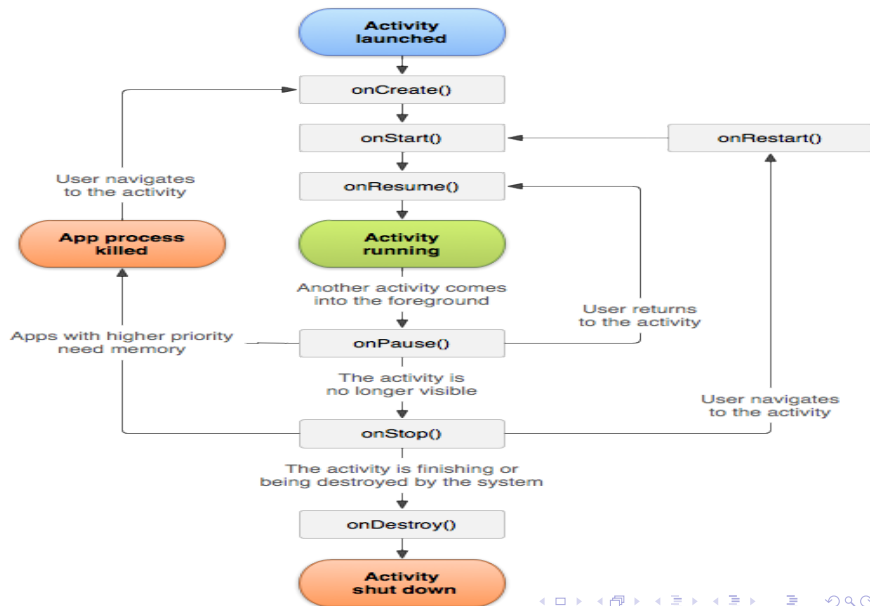 Activity
launched
onCreate()
onStart()
onRestart()
User navigates
to the activity
onResume()
App process
killed
Activity
running
Another activity comes
into the foreground
User returns
to the activity
Apps with higher priority
need memory
onPause()
The activity is
no longer visible
User navigates
to the activity
onStop()
The activity is finishing or
being destroyed by the system
onDestroy()
Activity
shut down